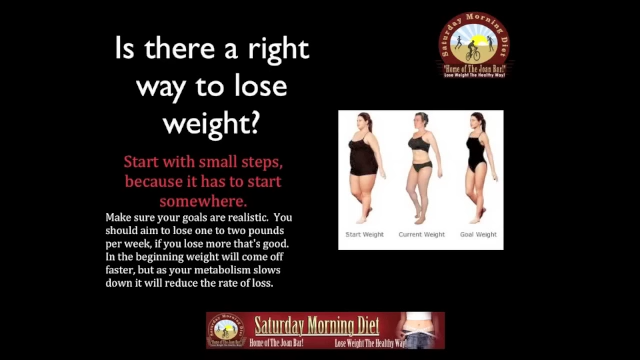 Is there a right
way to lose
weight?
Start with small steps,
because it has to start
somewhere.
Make sure your goals are realistic.  You
should aim to lose one to two pounds
per week, if you lose more that's good.
In the beginning weight will come off
faster, but as your metabolism slows
down it will reduce the rate of loss.
Saturday Morning Diet
"Home of The Joan Bar!"
Lose Weight The Healthy Way!
Start Weight
Current Weight
Goal Weight
Saturday Morning Diet
Home of The Joan Bar!
Lose Weight The Healthy Way!